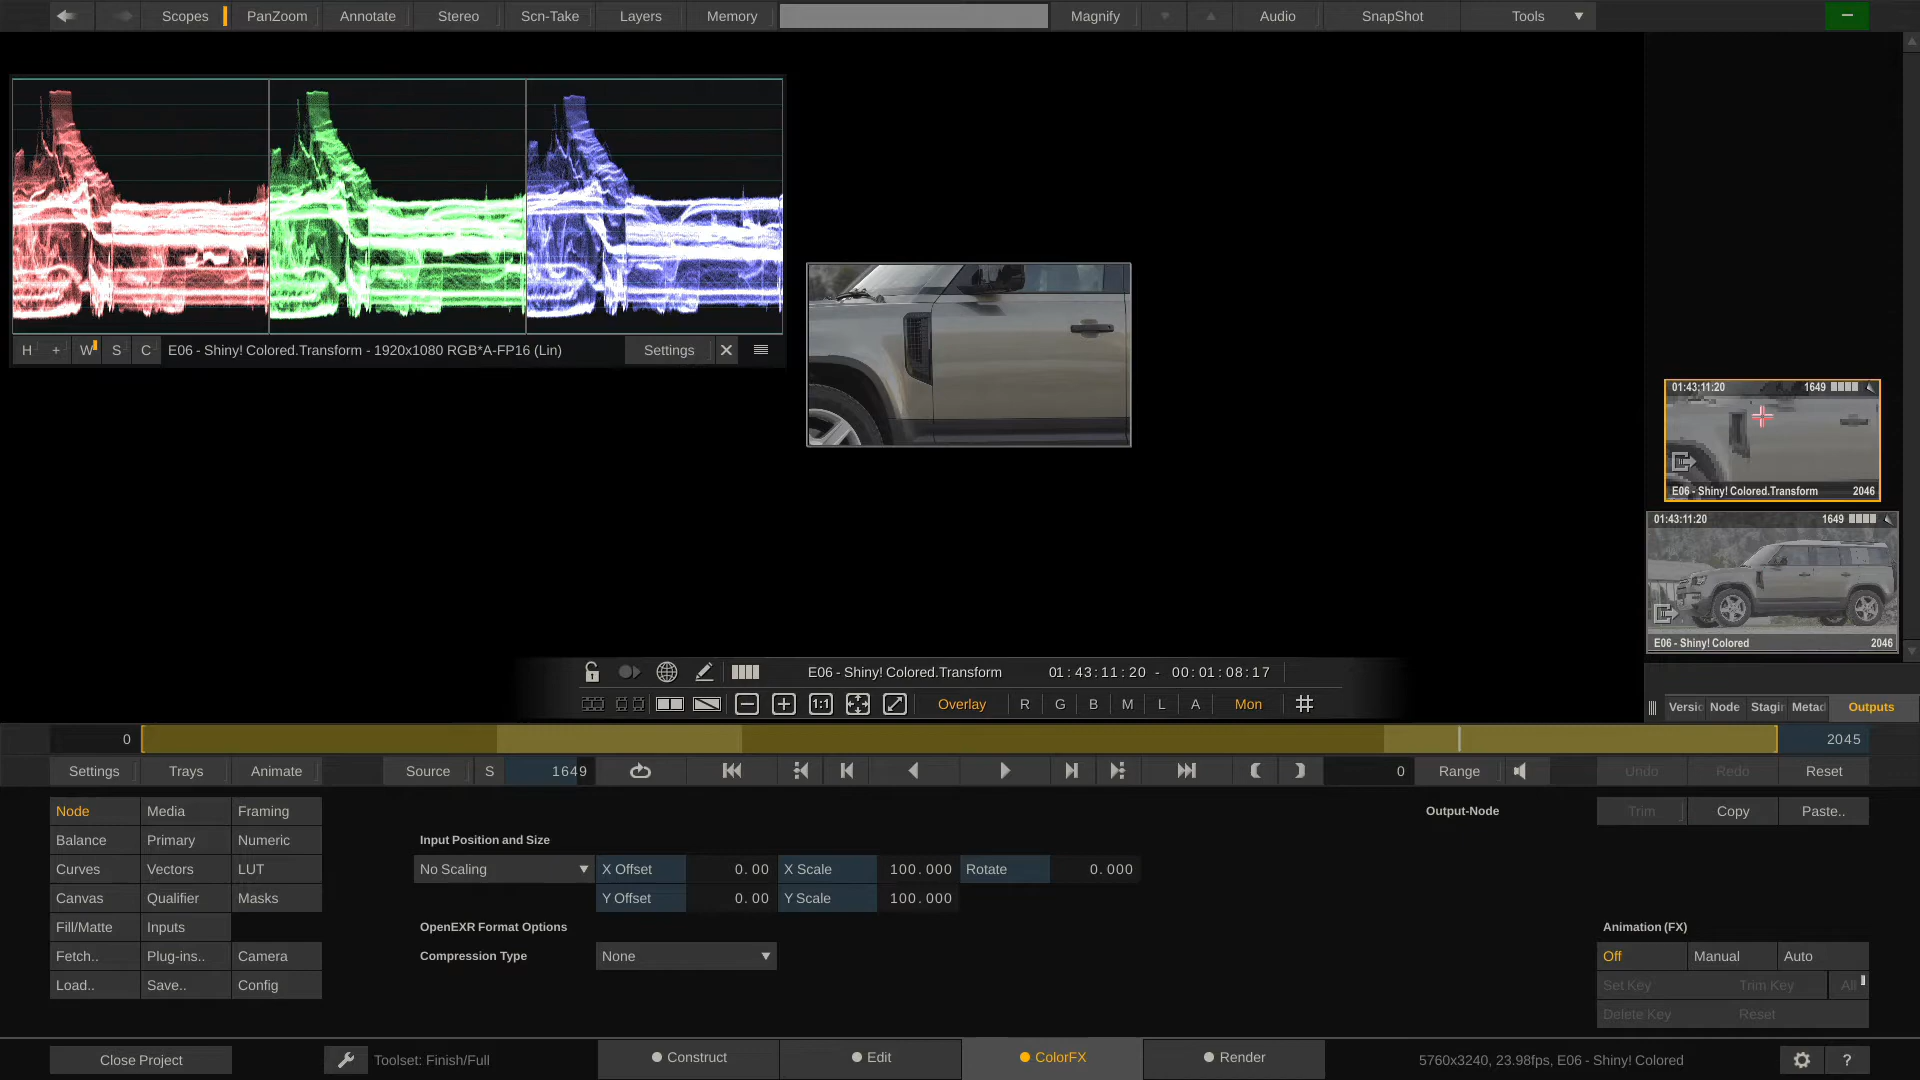 Scopes PanZoom Annotate Stereo Scn-Take Layers Memory Magnify Audio SnapShot Tools
H + W S C E06 - Shiny! Colored.Transform - 1920x1080 RGB*A-FP16 (Lin) Settings
01:43:11:20 1649
E06 - Shiny! Colored.Transform 2046
01:43:11:20 1649
E06 - Shiny! Colored 2046
E06 - Shiny! Colored.Transform 01:43:11:20 - 00:01:08:17
1:1 Overlay R G B M L A Mon
Versic Node Stagir Metad Outputs
0 2045
Settings Trays Animate Source S 1649 0 Range Undo Redo Reset
Node Media Framing Output-Node Trim Copy Paste..
Balance Primary Numeric Input Position and Size
Curves Vectors LUT No Scaling X Offset 0.00 X Scale 100.000 Rotate 0.000
Canvas Qualifier Masks Y Offset 0.00 Y Scale 100.000
Fill/Matte Inputs OpenEXR Format Options Animation (FX)
Fetch.. Plug-ins.. Camera Compression Type None Off Manual Auto
Load.. Save.. Config Set Key Trim Key All
Delete Key Reset
Close Project Toolset: Finish/Full Construct Edit ColorFX Render 5760x3240, 23.98fps, E06 - Shiny! Colored ?